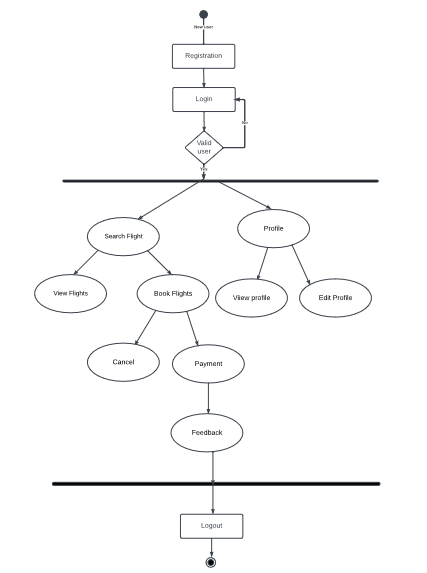 New user
Registration
Login
No
Valid
user
Yes
Search Flight
Profile
View Flights
Book Flights
Viiew profile
Edit Profile
Cancel
Payment
Feedback
Logout